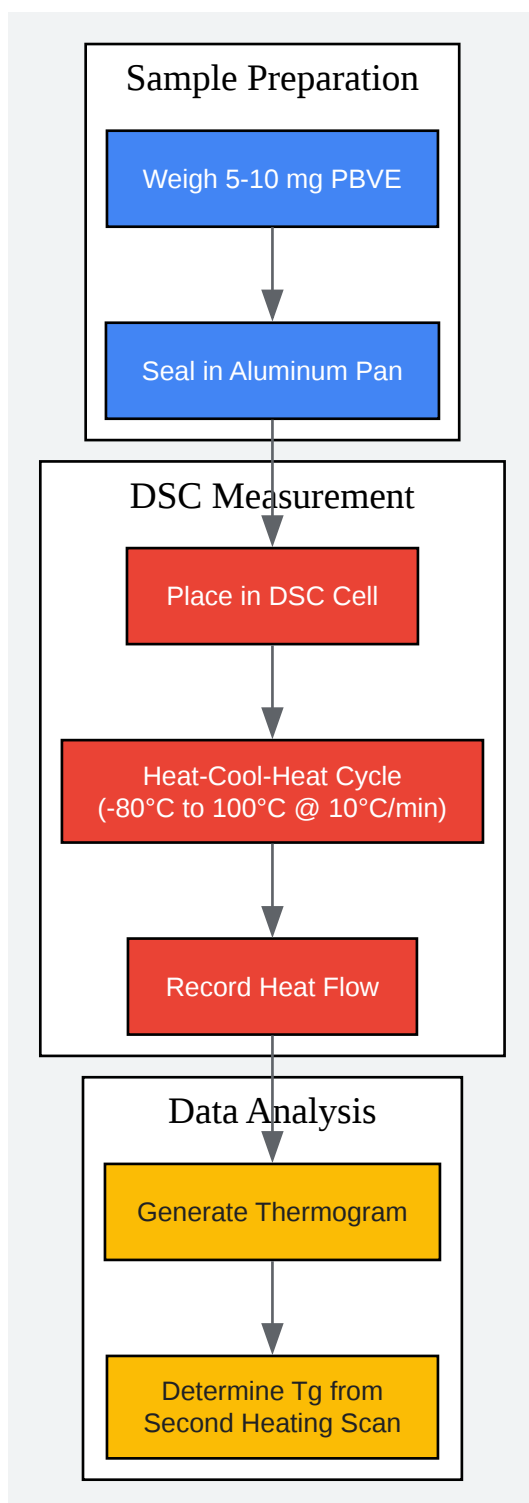 Sample Preparation
Weigh 5-10 mg PBVE
Seal in Aluminum Pan
DSC Measurement
Place in DSC Cell
Heat-Cool-Heat Cycle
(-80°C to 100°C @ 10°C/min)
Record Heat Flow
Data Analysis
Generate Thermogram
Determine Tg from
Second Heating Scan